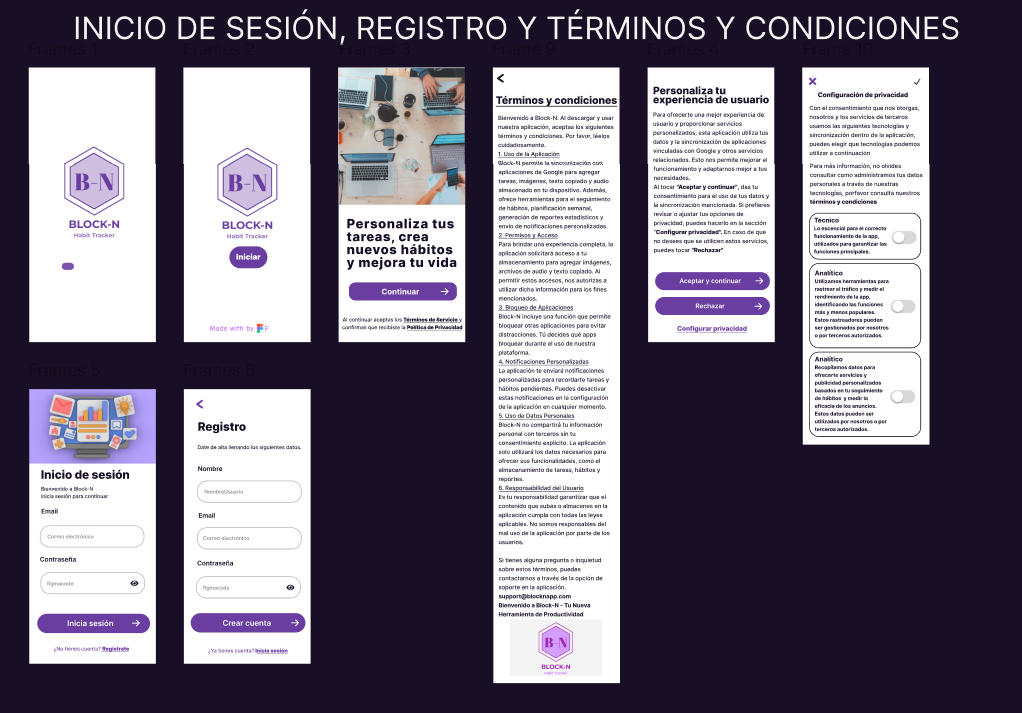 INICIO DE SESIÓN, REGISTRO Y TÉRMINOS Y CONDICIONES
Frames 1
B-N
BLOCK-N
Habit Tracker
Frames 2
B-N
BLOCK-N
Habit Tracker
Iniciar
Made with by
Frames 3
Personaliza tus
tareas, crea
nuevos hábitos
y mejora tu vida
Continuar
Al continuar aceptas los Términos de Servicio y
confirmas que recibiste la Política de Privacidad
Frame 9
Términos y condiciones
Bienvenido a Block-N. Al descargar y usar
nuestra aplicación, aceptas los siguientes
términos y condiciones. Por favor, léelos
cuidadosamente.
1. Uso de la Aplicación
Block-N permite la sincronización con
aplicaciones de Google para agregar
tareas, imágenes, texto copiado y audio
almacenado en tu dispositivo. Además,
ofrece herramientas para el seguimiento
de hábitos, planificación semanal,
generación de reportes estadísticos y
envío de notificaciones personalizadas.
2. Permisos y Acceso
Para brindar una experiencia completa, la
aplicación solicitará acceso a tu
almacenamiento para agregar imágenes,
archivos de audio y texto copiado. Al
permitir estos accesos, nos autorizas a
utilizar dicha información para los fines
mencionados.
3. Bloqueo de Aplicaciones
Block-N incluye una función que permite
bloquear otras aplicaciones para evitar
distracciones. Tú decides qué apps
bloquear durante el uso de nuestra
plataforma.
4. Notificaciones Personalizadas
La aplicación te enviará notificaciones
personalizadas para recordarte tareas y
hábitos pendientes. Puedes desactivar
estas notificaciones en la configuración
de la aplicación en cualquier momento.
5. Uso de Datos Personales
Block-N no compartirá tu información
personal con terceros sin tu
consentimiento explícito. La aplicación
solo utilizará los datos necesarios para
ofrecer sus funcionalidades, como el
almacenamiento de tareas, hábitos y
reportes.
6. Responsabilidad del Usuario
Es tu responsabilidad garantizar que el
contenido que subas o almacenes en la
aplicación cumpla con todas las leyes
aplicables. No somos responsables del
mal uso de la aplicación por parte de los
usuarios.
Si tienes alguna pregunta o inquietud
sobre estos términos, puedes
contactarnos a través de la opción de
soporte en la aplicación.
support@blocknapp.com
Bienvenido a Block-N – Tu Nueva
Herramienta de Productividad
B-N
BLOCK-N
Habit Tracker
Frames 4
Personaliza tu
experiencia de usuario
Para ofrecerte una mejor experiencia de
usuario y proporcionar servicios
personalizados, esta aplicación utiliza tus
datos y la sincronización de aplicaciones
vinculadas con Google y otros servicios
relacionados. Esto nos permite mejorar el
funcionamiento y adaptarnos mejor a tus
necesidades.
Al tocar "Aceptar y continuar", das tu
consentimiento para el uso de tus datos y
la sincronización mencionada. Si prefieres
revisar o ajustar tus opciones de
privacidad, puedes hacerlo en la sección
"Configurar privacidad". En caso de que
no desees que se utilicen estos servicios,
puedes tocar "Rechazar"
Aceptar y continuar
Rechazar
Configurar privacidad
Frame 10
Configuración de privacidad
Con el consentimiento que nos otorgas,
nosotros y los servicios de terceros
usamos las siguientes tecnologías y
sincronización dentro de la aplicación,
puedes elegir que tecnologías podemos
utilizar a continuación
Para más información, no olvides
consultar como administramos tus datos
personales a través de nuestras
tecnologías, porfavor consulta nuestros
términos y condiciones
Técnico
Lo escencial para el correcto
funcionamiento de la app,
utilizados para garantizar las
funciones principales.
Analítico
Utilizamos herramientas para
rastrear el tráfico y medir el
rendimiento de la app,
identificando las funciones
más y menos populares.
Estos rastreadores pueden
ser gestionados por nosotros
o por terceros autorizados.
Analítico
Recopilamos datos para
ofrecerte servicios y
publicidad personalizados
basados en tu seguimiento
de hábitos y medir la
eficacia de los anuncios.
Estos datos pueden ser
utilizados por nosotros o por
terceros autorizados.
Frames 5
Inicio de sesión
Bienvenido a Block-N
Inicia sesión para continuar
Email
Correo electrónico
Contraseña
figmacode
Inicia sesión
¿No tienes cuenta? Regístrate
Frames 6
Registro
Date de alta llenando los siguientes datos.
Nombre
NombreUsuario
Email
Correo electrónico
Contraseña
figmacode
Crear cuenta
¿Ya tienes cuenta? Inicia sesión